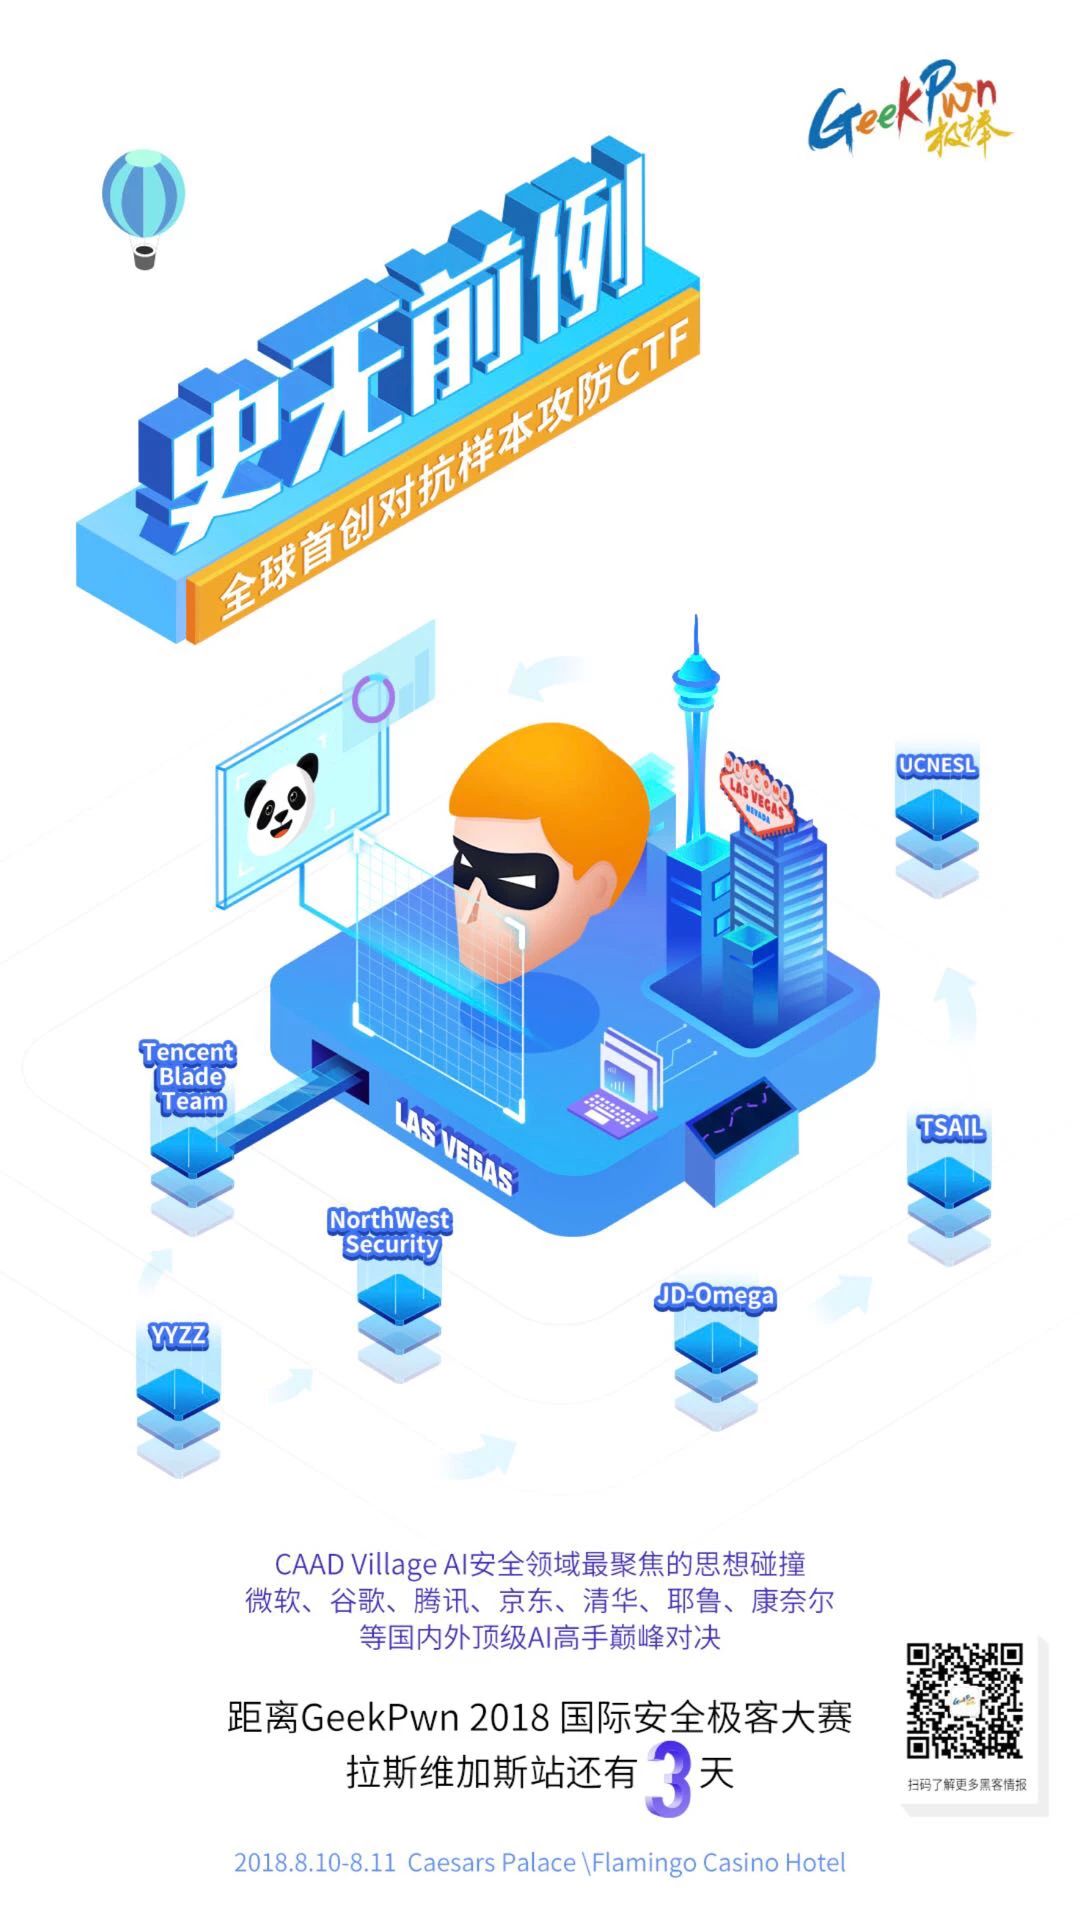 GeekPwn
极棒
史无前例
全球首创对抗样本攻防CTF
WELCOME
LAS VEGAS
NEVADA
UCNESL
Tencent
Blade
Team
LAS VEGAS
TSAIL
NorthWest
Security
JD-Omega
YYZZ
CAAD Village AI安全领域最聚焦的思想碰撞
微软、谷歌、腾讯、京东、清华、耶鲁、康奈尔
等国内外顶级AI高手巅峰对决
距离GeekPwn 2018 国际安全极客大赛
拉斯维加斯站还有3天
扫码了解更多黑客情报
2018.8.10-8.11 Caesars Palace \Flamingo Casino Hotel